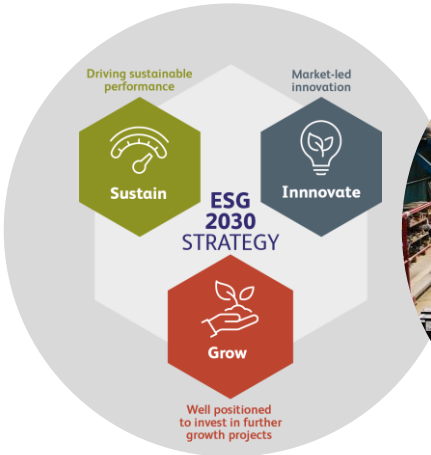 Driving sustainable
performance
Market-led
innovation
Sustain
Innnovate
ESG
2030
STRATEGY
Grow
Well positioned
to invest in further
growth projects